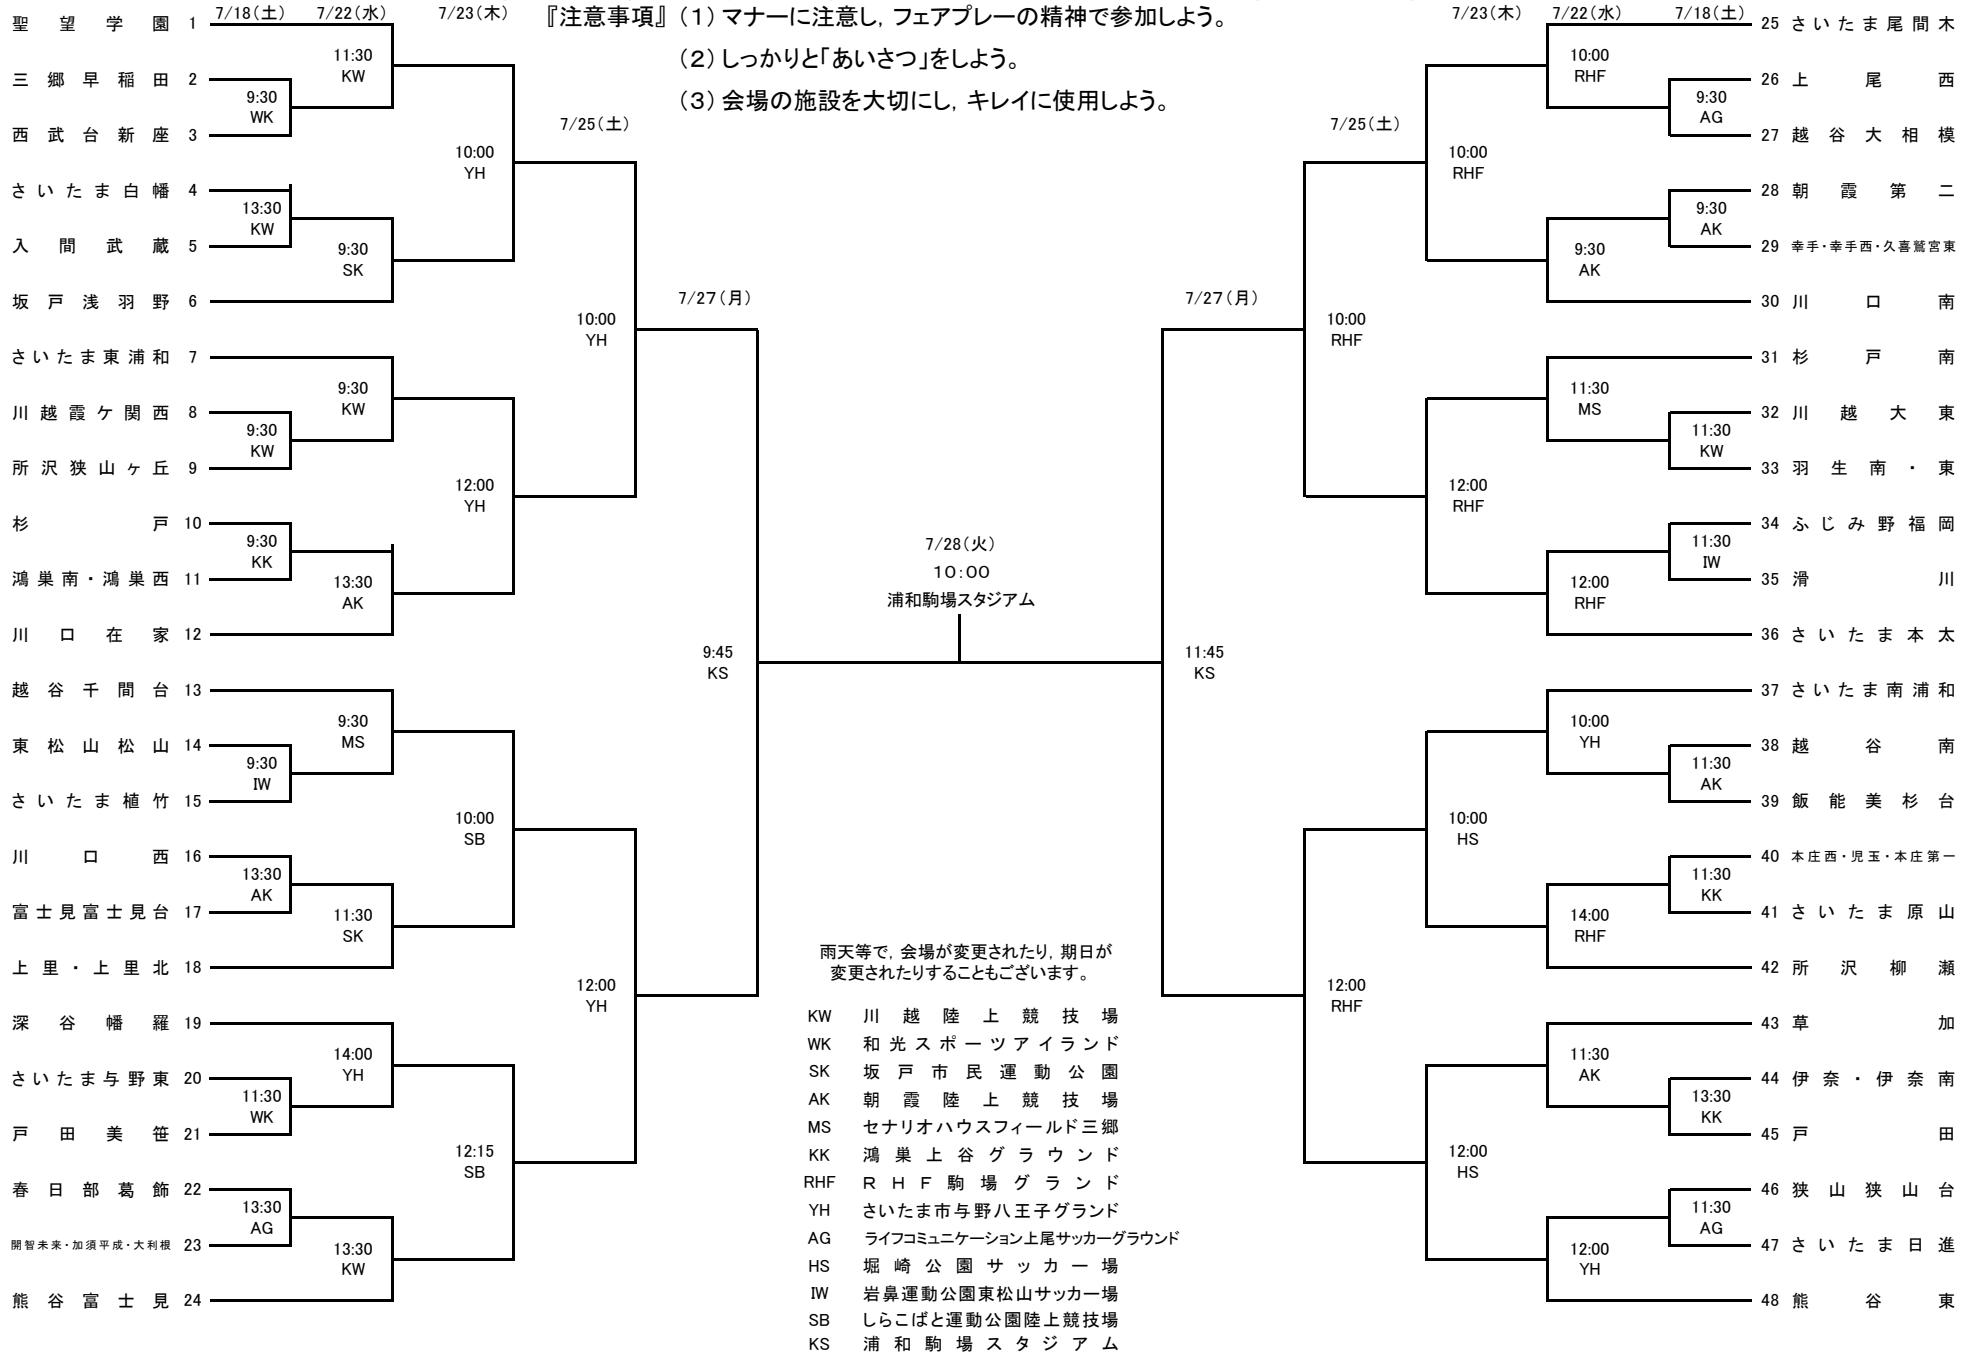 7/18（土） 7/22（水） 7/23（木） 『注意事項』 （１）マナーに注意し，フェアプレーの精神で参加しよう。
（２）しっかりと「あいさつ」をしよう。
（３）会場の施設を大切にし，キレイに使用しよう。
7/23（木） 7/22（水） 7/18（土）
7/25（土）
7/25（土）
7/27（月）
7/27（月）
聖望学園 1
三郷早稲田 2
西武台新座 3
さいたま白幡 4
入間武蔵 5
坂戸浅羽野 6
さいたま東浦和 7
川越霞ケ関西 8
所沢狭山ヶ丘 9
杉戸 10
鴻巣南・鴻巣西 11
川口在家 12
越谷千間台 13
東松山松山 14
さいたま植竹 15
川口西 16
富士見富士見台 17
上里・上里北 18
深谷幡羅 19
さいたま与野東 20
戸田美笹 21
春日部葛飾 22
開智未来・加須平成・大利根 23
熊谷富士見 24
9:30
WK
13:30
KW
9:30
KW
9:30
KK
9:30
IW
13:30
AK
11:30
WK
13:30
AG
11:30
KW
9:30
SK
9:30
KW
13:30
AK
9:30
MS
11:30
SK
14:00
YH
13:30
KW
10:00
YH
12:00
YH
10:00
SB
12:15
SB
10:00
YH
12:00
YH
9:45
KS
7/28（火）
１０：００
浦和駒場スタジアム
11:45
KS
10:00
RHF
12:00
RHF
10:00
RHF
12:00
RHF
10:00
HS
12:00
HS
10:00
RHF
9:30
AK
11:30
MS
12:00
RHF
10:00
YH
14:00
RHF
11:30
AK
12:00
YH
9:30
AG
9:30
AK
11:30
KW
11:30
IW
11:30
AK
11:30
KK
13:30
KK
11:30
AG
25 さいたま尾間木
26 上尾西
27 越谷大相模
28 朝霞第二
29 幸手・幸手西・久喜鷲宮東
30 川口南
31 杉戸南
32 川越大東
33 羽生南・東
34 ふじみ野福岡
35 滑川
36 さいたま本太
37 さいたま南浦和
38 越谷南
39 飯能美杉台
40 本庄西・児玉・本庄第一
41 さいたま原山
42 所沢柳瀬
43 草加
44 伊奈・伊奈南
45 戸田
46 狭山狭山台
47 さいたま日進
48 熊谷東
雨天等で，会場が変更されたり，期日が
変更されたりすることもございます。
KW 川越陸上競技場
WK 和光スポーツアイランド
SK 坂戸市民運動公園
AK 朝霞陸上競技場
MS セナリオハウスフィールド三郷
KK 鴻巣上谷グラウンド
RHF ＲＨＦ駒場グランド
YH さいたま市与野八王子グランド
AG ライフコミュニケーション上尾サッカーグラウンド
HS 堀崎公園サッカー場
IW 岩鼻運動公園東松山サッカー場
SB しらこばと運動公園陸上競技場
KS 浦和駒場スタジアム